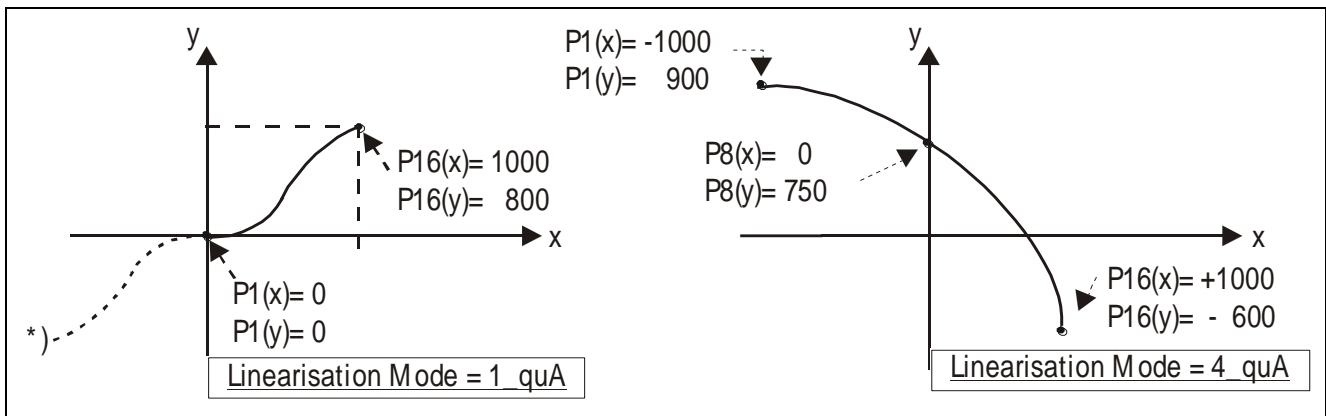 y
P16(x)= 1000
P16(y)= 800
x
P1(x)= 0
P1(y)= 0
*)
Linearisation Mode = 1_quA
P1(x)= -1000
P1(y)= 900
y
P8(x)= 0
P8(y)= 750
x
P16(x)= +1000
P16(y)= - 600
Linearisation Mode = 4_quA